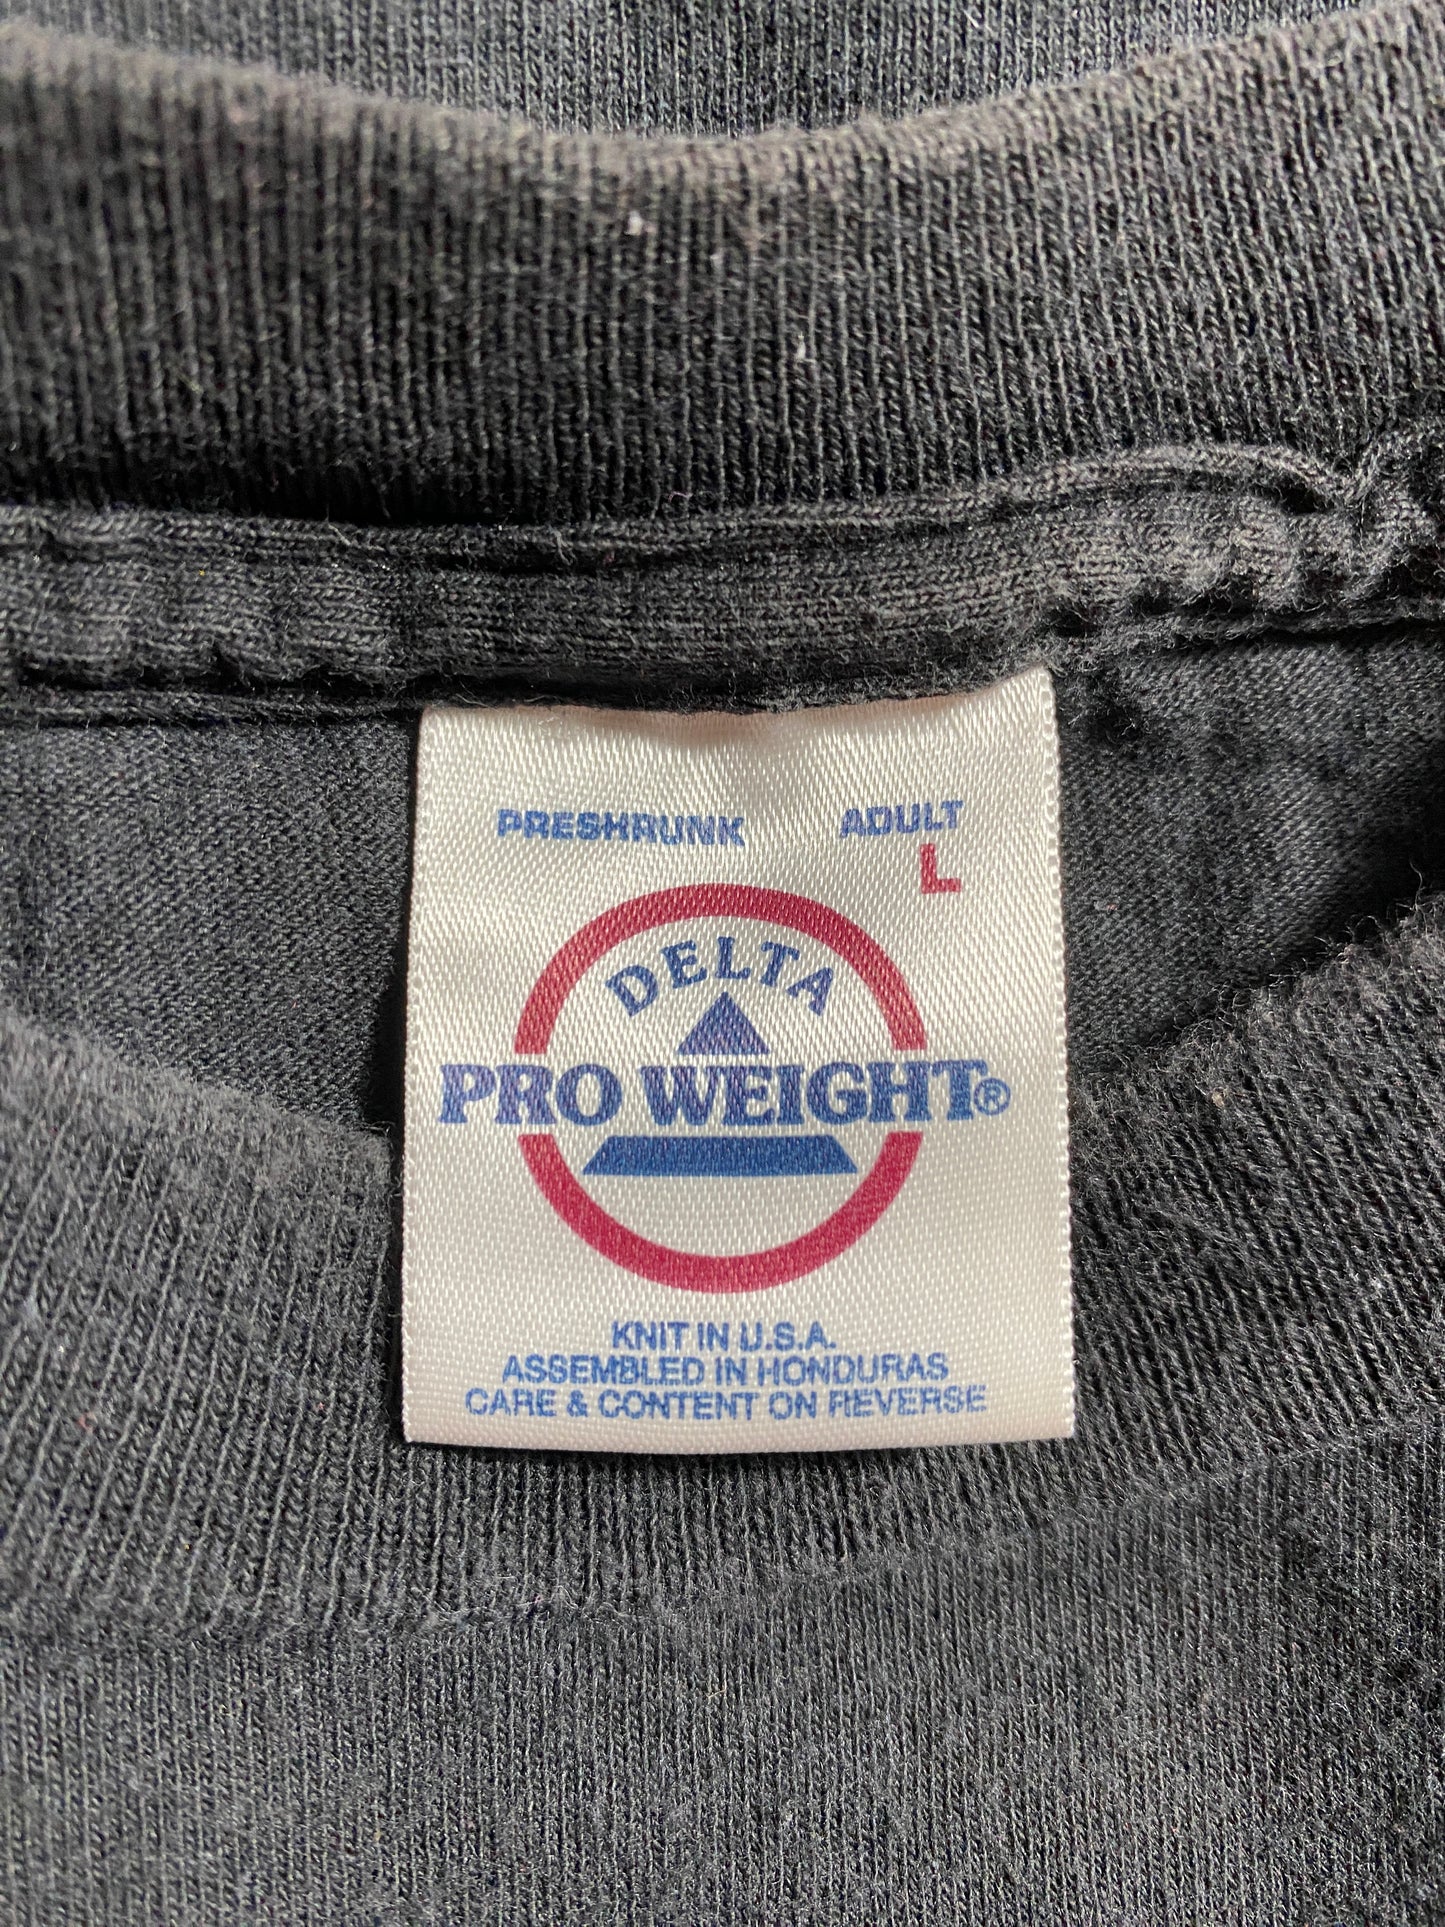 PRESHRUNK ADULT
L
DELTA
PRO WEIGHT®
KNIT IN U.S.A.
ASSEMBLED IN HONDURAS
CARE & CONTENT ON REVERSE